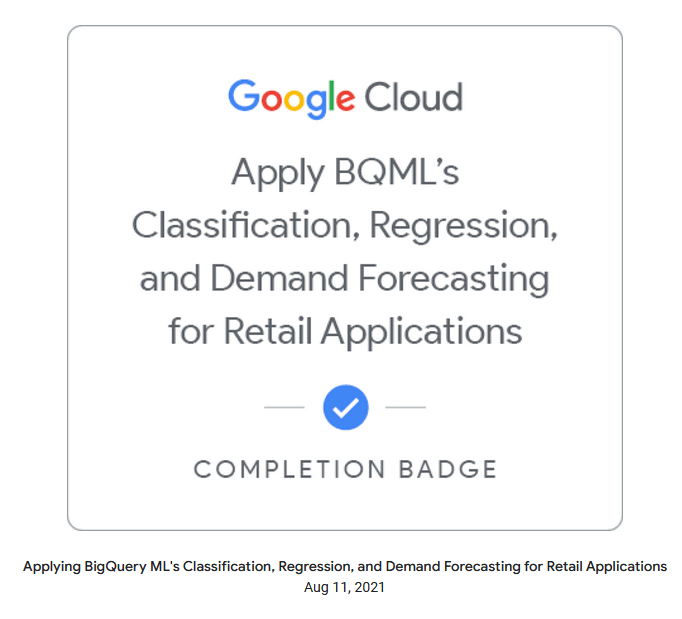 Google Cloud
Apply BQML’s
Classification, Regression,
and Demand Forecasting
for Retail Applications
COMPLETION BADGE
Applying BigQuery ML's Classification, Regression, and Demand Forecasting for Retail Applications
Aug 11, 2021